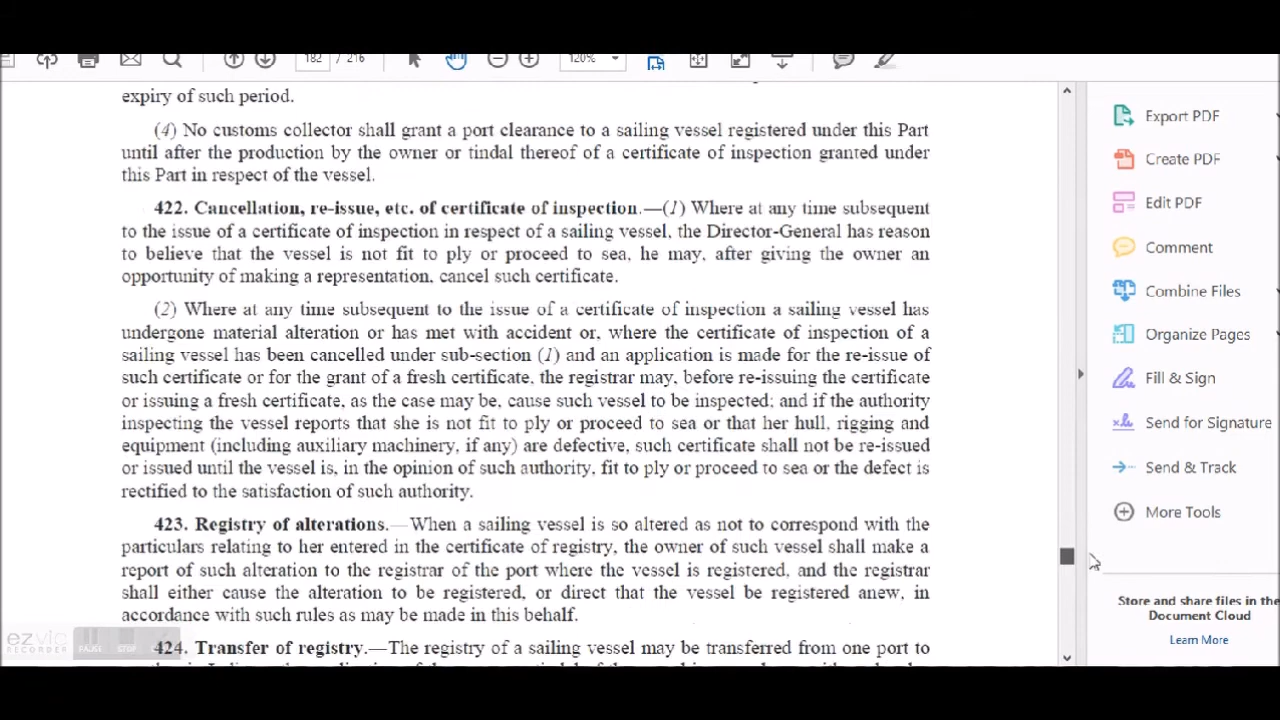 182 / 216
120%
expiry of such period.
(4) No customs collector shall grant a port clearance to a sailing vessel registered under this Part
until after the production by the owner or tindal thereof of a certificate of inspection granted under
this Part in respect of the vessel.
422. Cancellation, re-issue, etc. of certificate of inspection.—(1) Where at any time subsequent
to the issue of a certificate of inspection in respect of a sailing vessel, the Director-General has reason
to believe that the vessel is not fit to ply or proceed to sea, he may, after giving the owner an
opportunity of making a representation, cancel such certificate.
(2) Where at any time subsequent to the issue of a certificate of inspection a sailing vessel has
undergone material alteration or has met with accident or, where the certificate of inspection of a
sailing vessel has been cancelled under sub-section (1) and an application is made for the re-issue of
such certificate or for the grant of a fresh certificate, the registrar may, before re-issuing the certificate
or issuing a fresh certificate, as the case may be, cause such vessel to be inspected; and if the authority
inspecting the vessel reports that she is not fit to ply or proceed to sea or that her hull, rigging and
equipment (including auxiliary machinery, if any) are defective, such certificate shall not be re-issued
or issued until the vessel is, in the opinion of such authority, fit to ply or proceed to sea or the defect is
rectified to the satisfaction of such authority.
423. Registry of alterations.—When a sailing vessel is so altered as not to correspond with the
particulars relating to her entered in the certificate of registry, the owner of such vessel shall make a
report of such alteration to the registrar of the port where the vessel is registered, and the registrar
shall either cause the alteration to be registered, or direct that the vessel be registered anew, in
accordance with such rules as may be made in this behalf.
424. Transfer of registry.—The registry of a sailing vessel may be transferred from one port to
Export PDF
Create PDF
Edit PDF
Comment
Combine Files
Organize Pages
Fill & Sign
Send for Signature
Send & Track
More Tools
Store and share files in the
Document Cloud
Learn More
ezvic
RECORDER
PAUSE
STOP